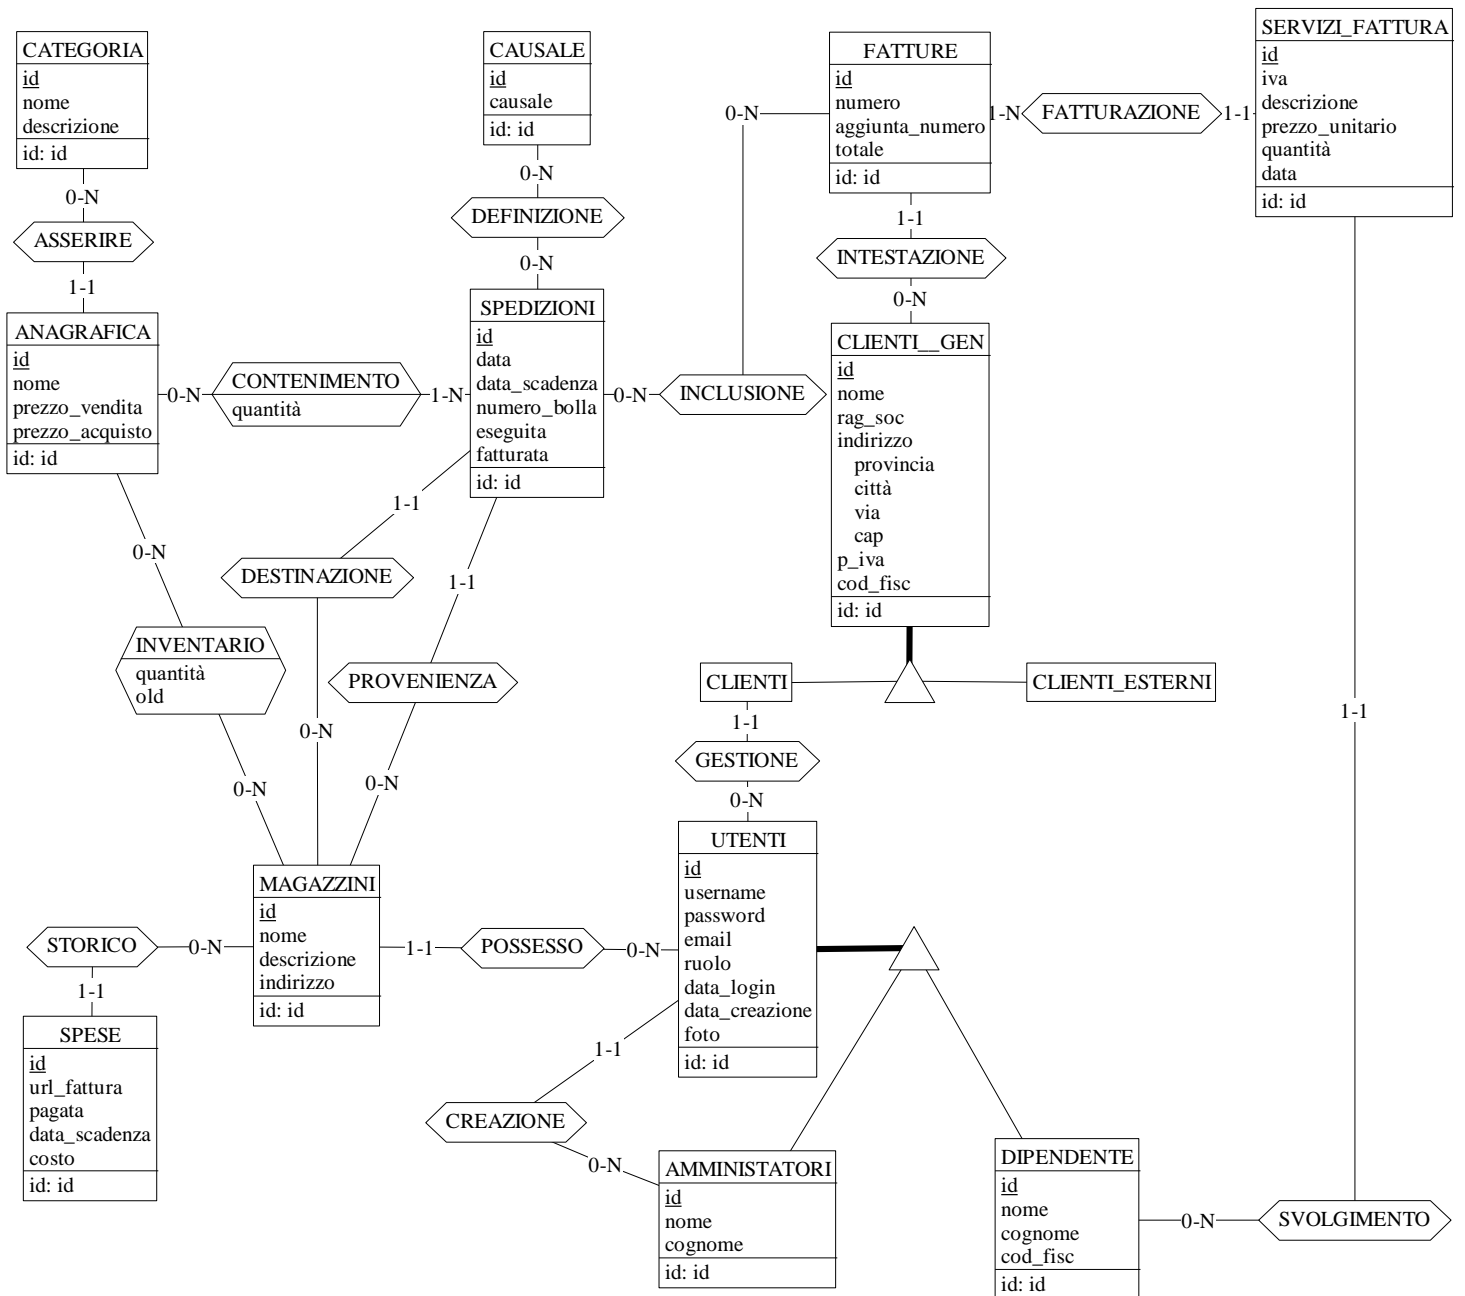 CATEGORIA
id
nome
descrizione
id: id
0-N
ASSERIRE
1-1
ANAGRAFICA
id
nome
prezzo_vendita
prezzo_acquisto
id: id
0-N
CONTENIMENTO
quantità
1-N
CAUSALE
id
causale
id: id
0-N
DEFINIZIONE
0-N
SPEDIZIONI
id
data
data_scadenza
numero_bolla
eseguita
fatturata
id: id
0-N
INCLUSIONE
0-N
FATTURE
id
numero
aggiunta_numero
totale
id: id
1-N
FATTURAZIONE
1-1
SERVIZI_FATTURA
id
iva
descrizione
prezzo_unitario
quantità
data
id: id
1-1
INTESTAZIONE
0-N
CLIENTI__GEN
id
nome
rag_soc
indirizzo
provincia
città
via
cap
p_iva
cod_fisc
id: id
0-N
INVENTARIO
quantità
old
0-N
1-1
DESTINAZIONE
0-N
1-1
PROVENIENZA
0-N
CLIENTI
CLIENTI_ESTERNI
1-1
GESTIONE
0-N
1-1
MAGAZZINI
id
nome
descrizione
indirizzo
id: id
STORICO
0-N
1-1
SPESE
id
url_fattura
pagata
data_scadenza
costo
id: id
1-1
POSSESSO
0-N
UTENTI
id
username
password
email
ruolo
data_login
data_creazione
foto
id: id
1-1
CREAZIONE
0-N
AMMINISTATORI
id
nome
cognome
id: id
DIPENDENTE
id
nome
cognome
cod_fisc
id: id
0-N
SVOLGIMENTO